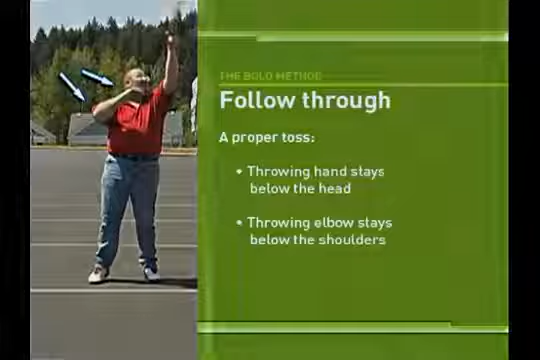 THE BOLO METHOD
Follow through
A proper toss:
• Throwing hand stays
below the head
• Throwing elbow stays
below the shoulders